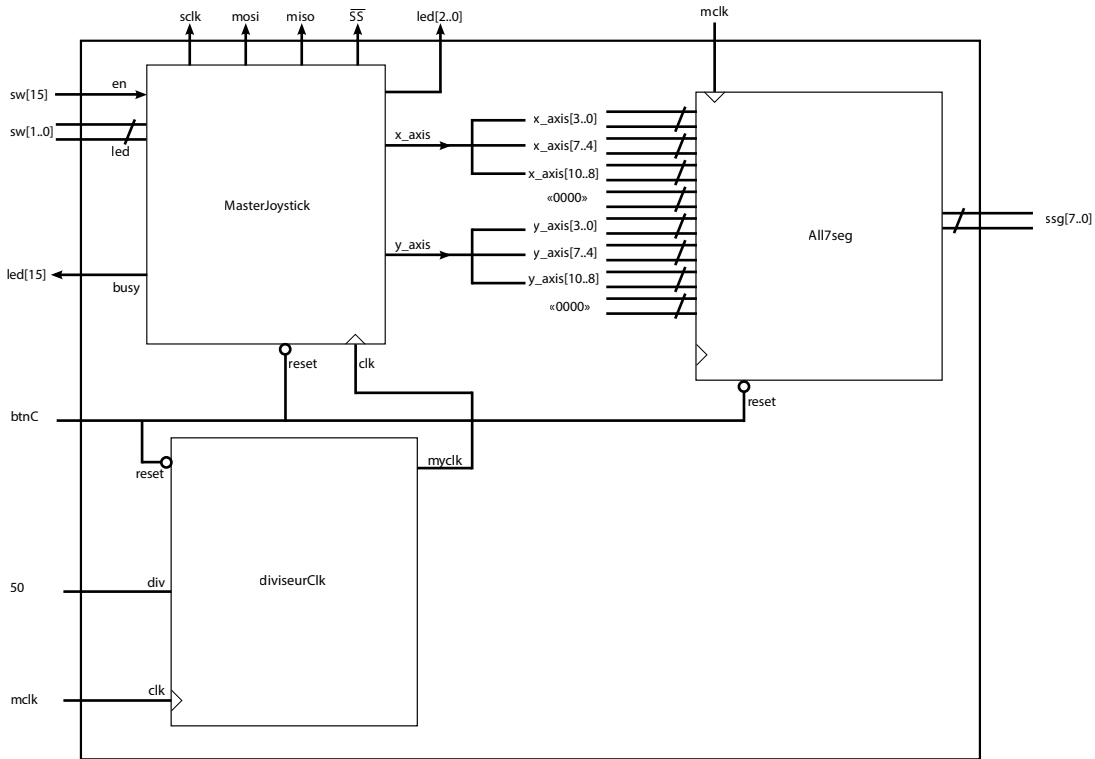 sclk mosi miso SS led[2..0] mclk
sw[15] en
sw[1..0]
led
x_axis x_axis[3..0]
x_axis[7..4]
x_axis[10..8]
«0000»
MasterJoystick
y_axis y_axis[3..0]
y_axis[7..4]
y_axis[10..8]
«0000»
All7seg
ssg[7..0]
led[15]
busy
reset clk
reset
btnC
reset
myclk
50 div
diviseurClk
mclk clk